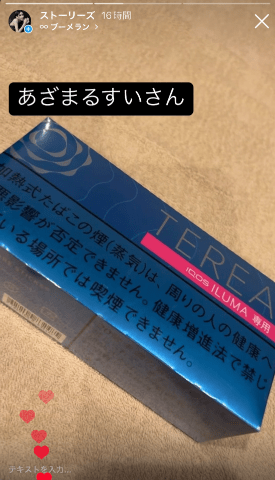 ストーリーズ 16時間
∞ ブーメラン >
あざまるすいさん
TEREA
IQOS ILUMA 専用
加熱式たばこの煙(蒸気)は、周りの人の健康へ
悪影響が否定できません。健康増進法で禁じ
いる場所では喫煙できません。
テキストを入力...